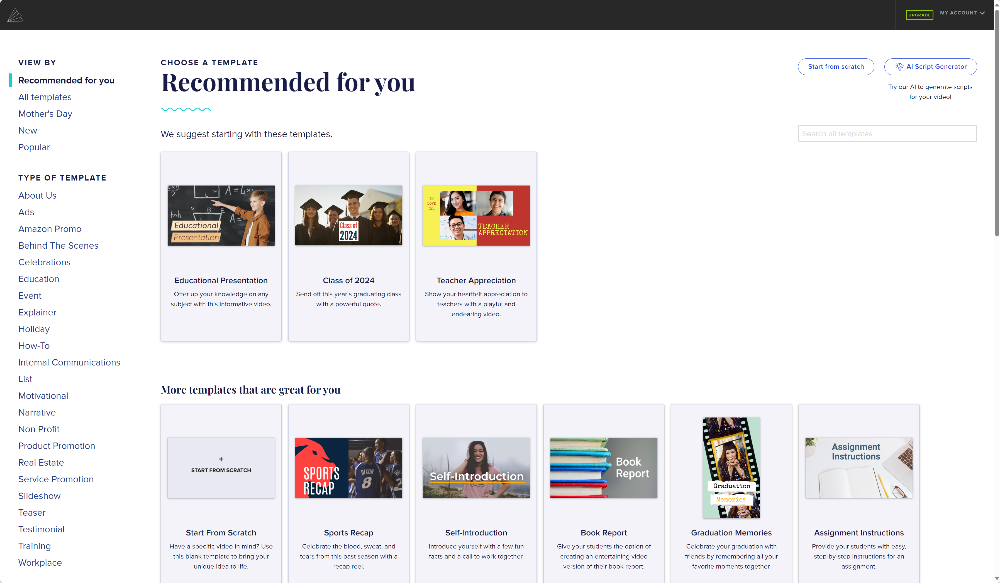 UPGRADE
MY ACCOUNT
VIEW BY
Recommended for you
All templates
Mother's Day
New
Popular
TYPE OF TEMPLATE
About Us
Ads
Amazon Promo
Behind The Scenes
Celebrations
Education
Event
Explainer
Holiday
How-To
Internal Communications
List
Motivational
Narrative
Non Profit
Product Promotion
Real Estate
Service Promotion
Slideshow
Teaser
Testimonial
Training
Workplace
CHOOSE A TEMPLATE
Recommended for you
Start from scratch
AI Script Generator
Try our AI to generate scripts
for your video!
We suggest starting with these templates.
Search all templates
Educational
Presentation
Educational Presentation
Offer up your knowledge on any
subject with this informative video.
Class of
2024
Class of 2024
Send off this year's graduating class
with a powerful quote.
WE
LOVE
YOU
TEACHER
APPRECIATION
Teacher Appreciation
Show your heartfelt appreciation to
teachers with a playful and
endearing video.
More templates that are great for you
+
START FROM SCRATCH
Start From Scratch
Have a specific video in mind? Use
this blank template to bring your
unique idea to life.
SPORTS
RECAP
DIXON
8
Sports Recap
Celebrate the blood, sweat, and
tears from this past season with a
recap reel.
Self-Introduction
Self-Introduction
Introduce yourself with a few fun
facts and a call to work together.
Book
Report
Book Report
Give your students the option of
creating an entertaining video
version of their book report.
Graduation
Memories
Graduation Memories
Celebrate your graduation with
friends by remembering all your
favorite moments together.
Assignment
Instructions
Assignment Instructions
Provide your students with easy,
step-by-step instructions for an
assignment.